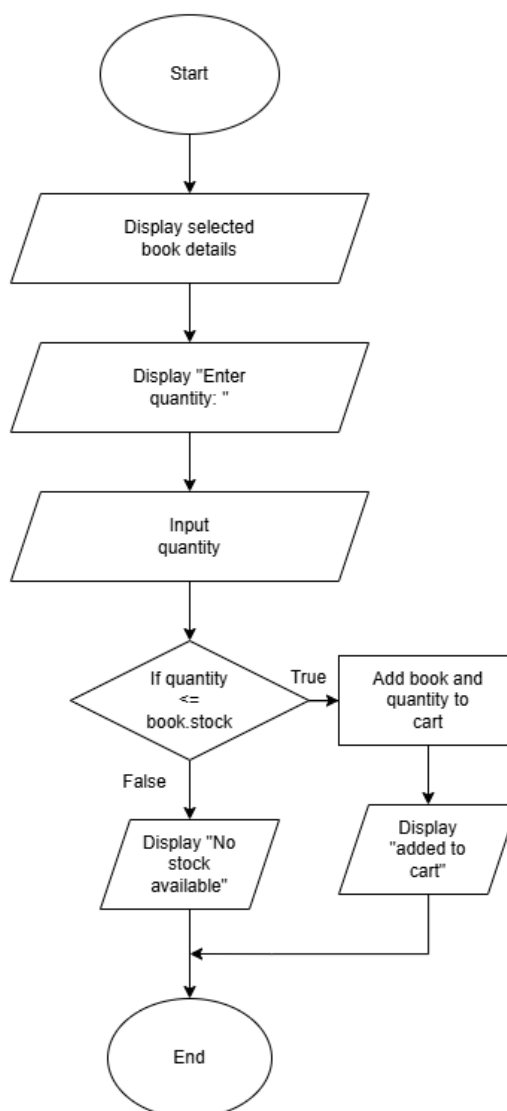 Start
Display selected
book details
Display "Enter
quantity: "
Input
quantity
If quantity
<=
book.stock
True
Add book and
quantity to
cart
False
Display "No
stock
available"
Display
"added to
cart"
End